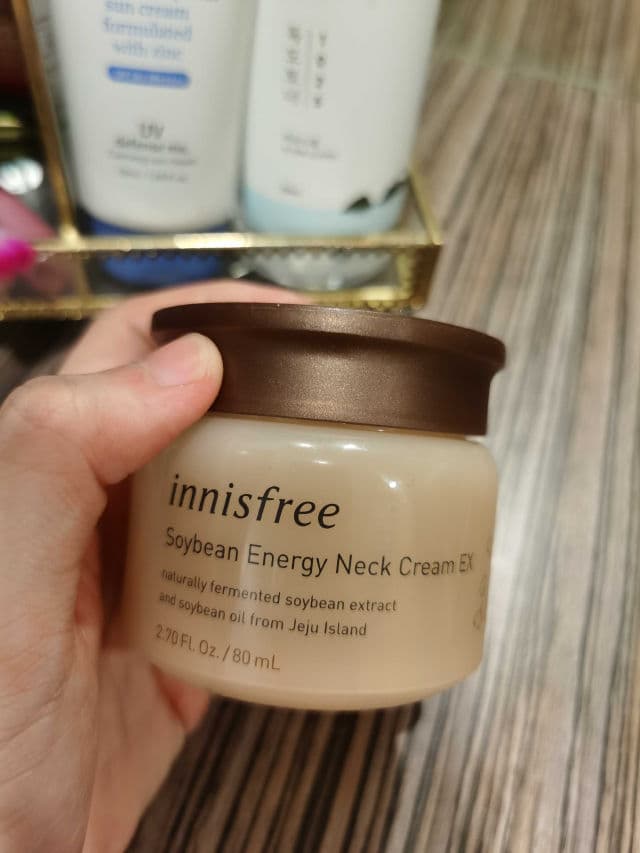 sun cream
formulated
with zinc
UV
innisfree
Soybean Energy Neck Cream EX
naturally fermented soybean extract
and soybean oil from Jeju Island
2.70 Fl. Oz. / 80 mL